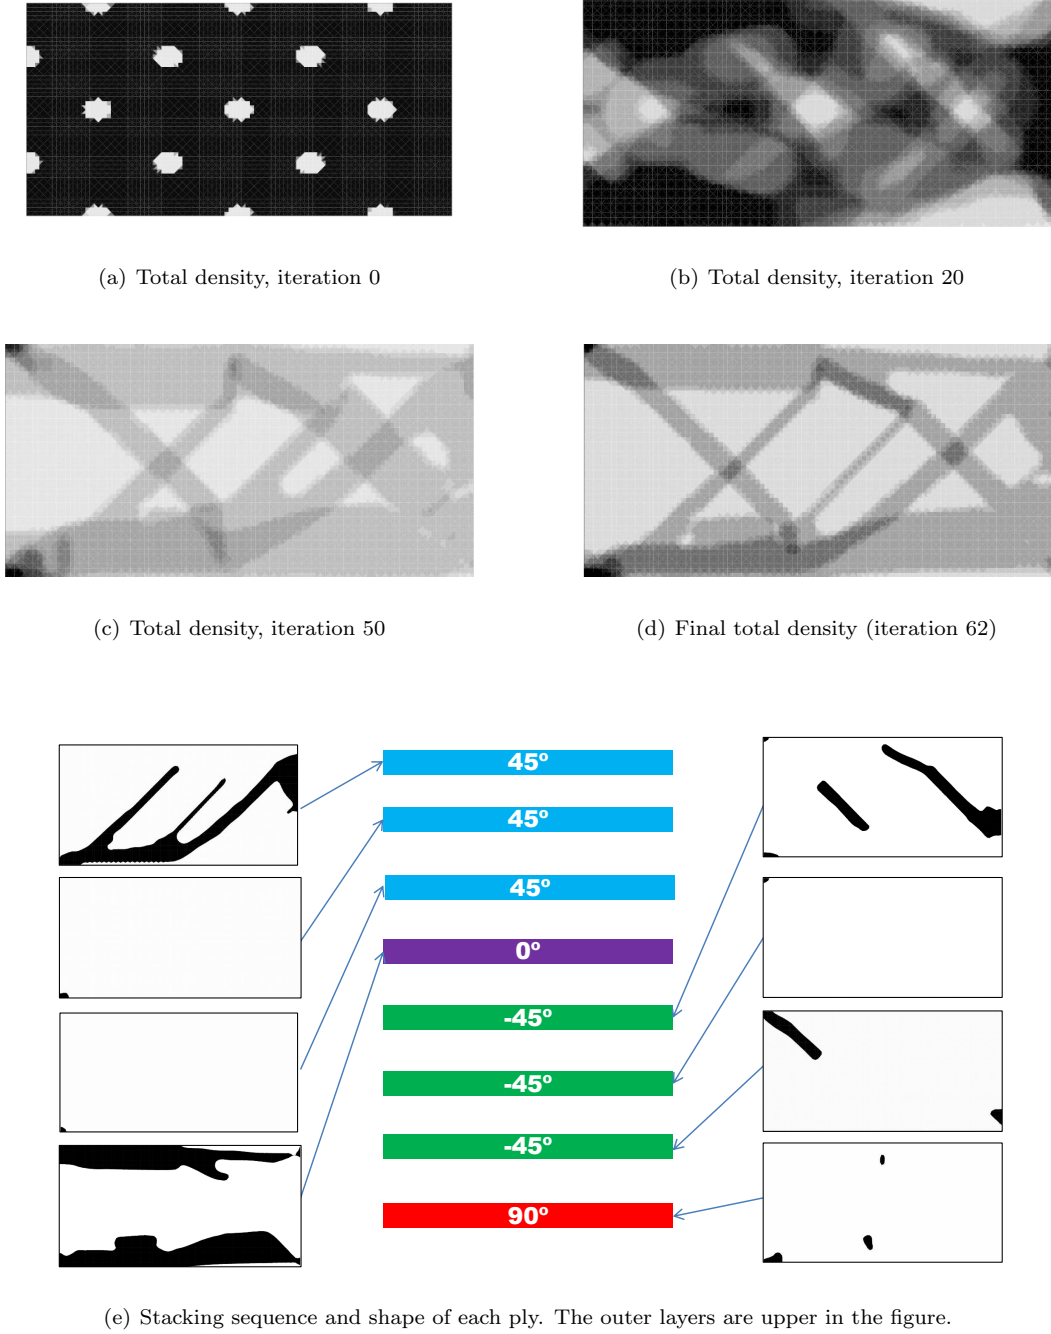 (a) Total density, iteration 0
(b) Total density, iteration 20
(c) Total density, iteration 50
(d) Final total density (iteration 62)
45º
45º
45º
0º
-45º
-45º
-45º
90º
(e) Stacking sequence and shape of each ply. The outer layers are upper in the figure.